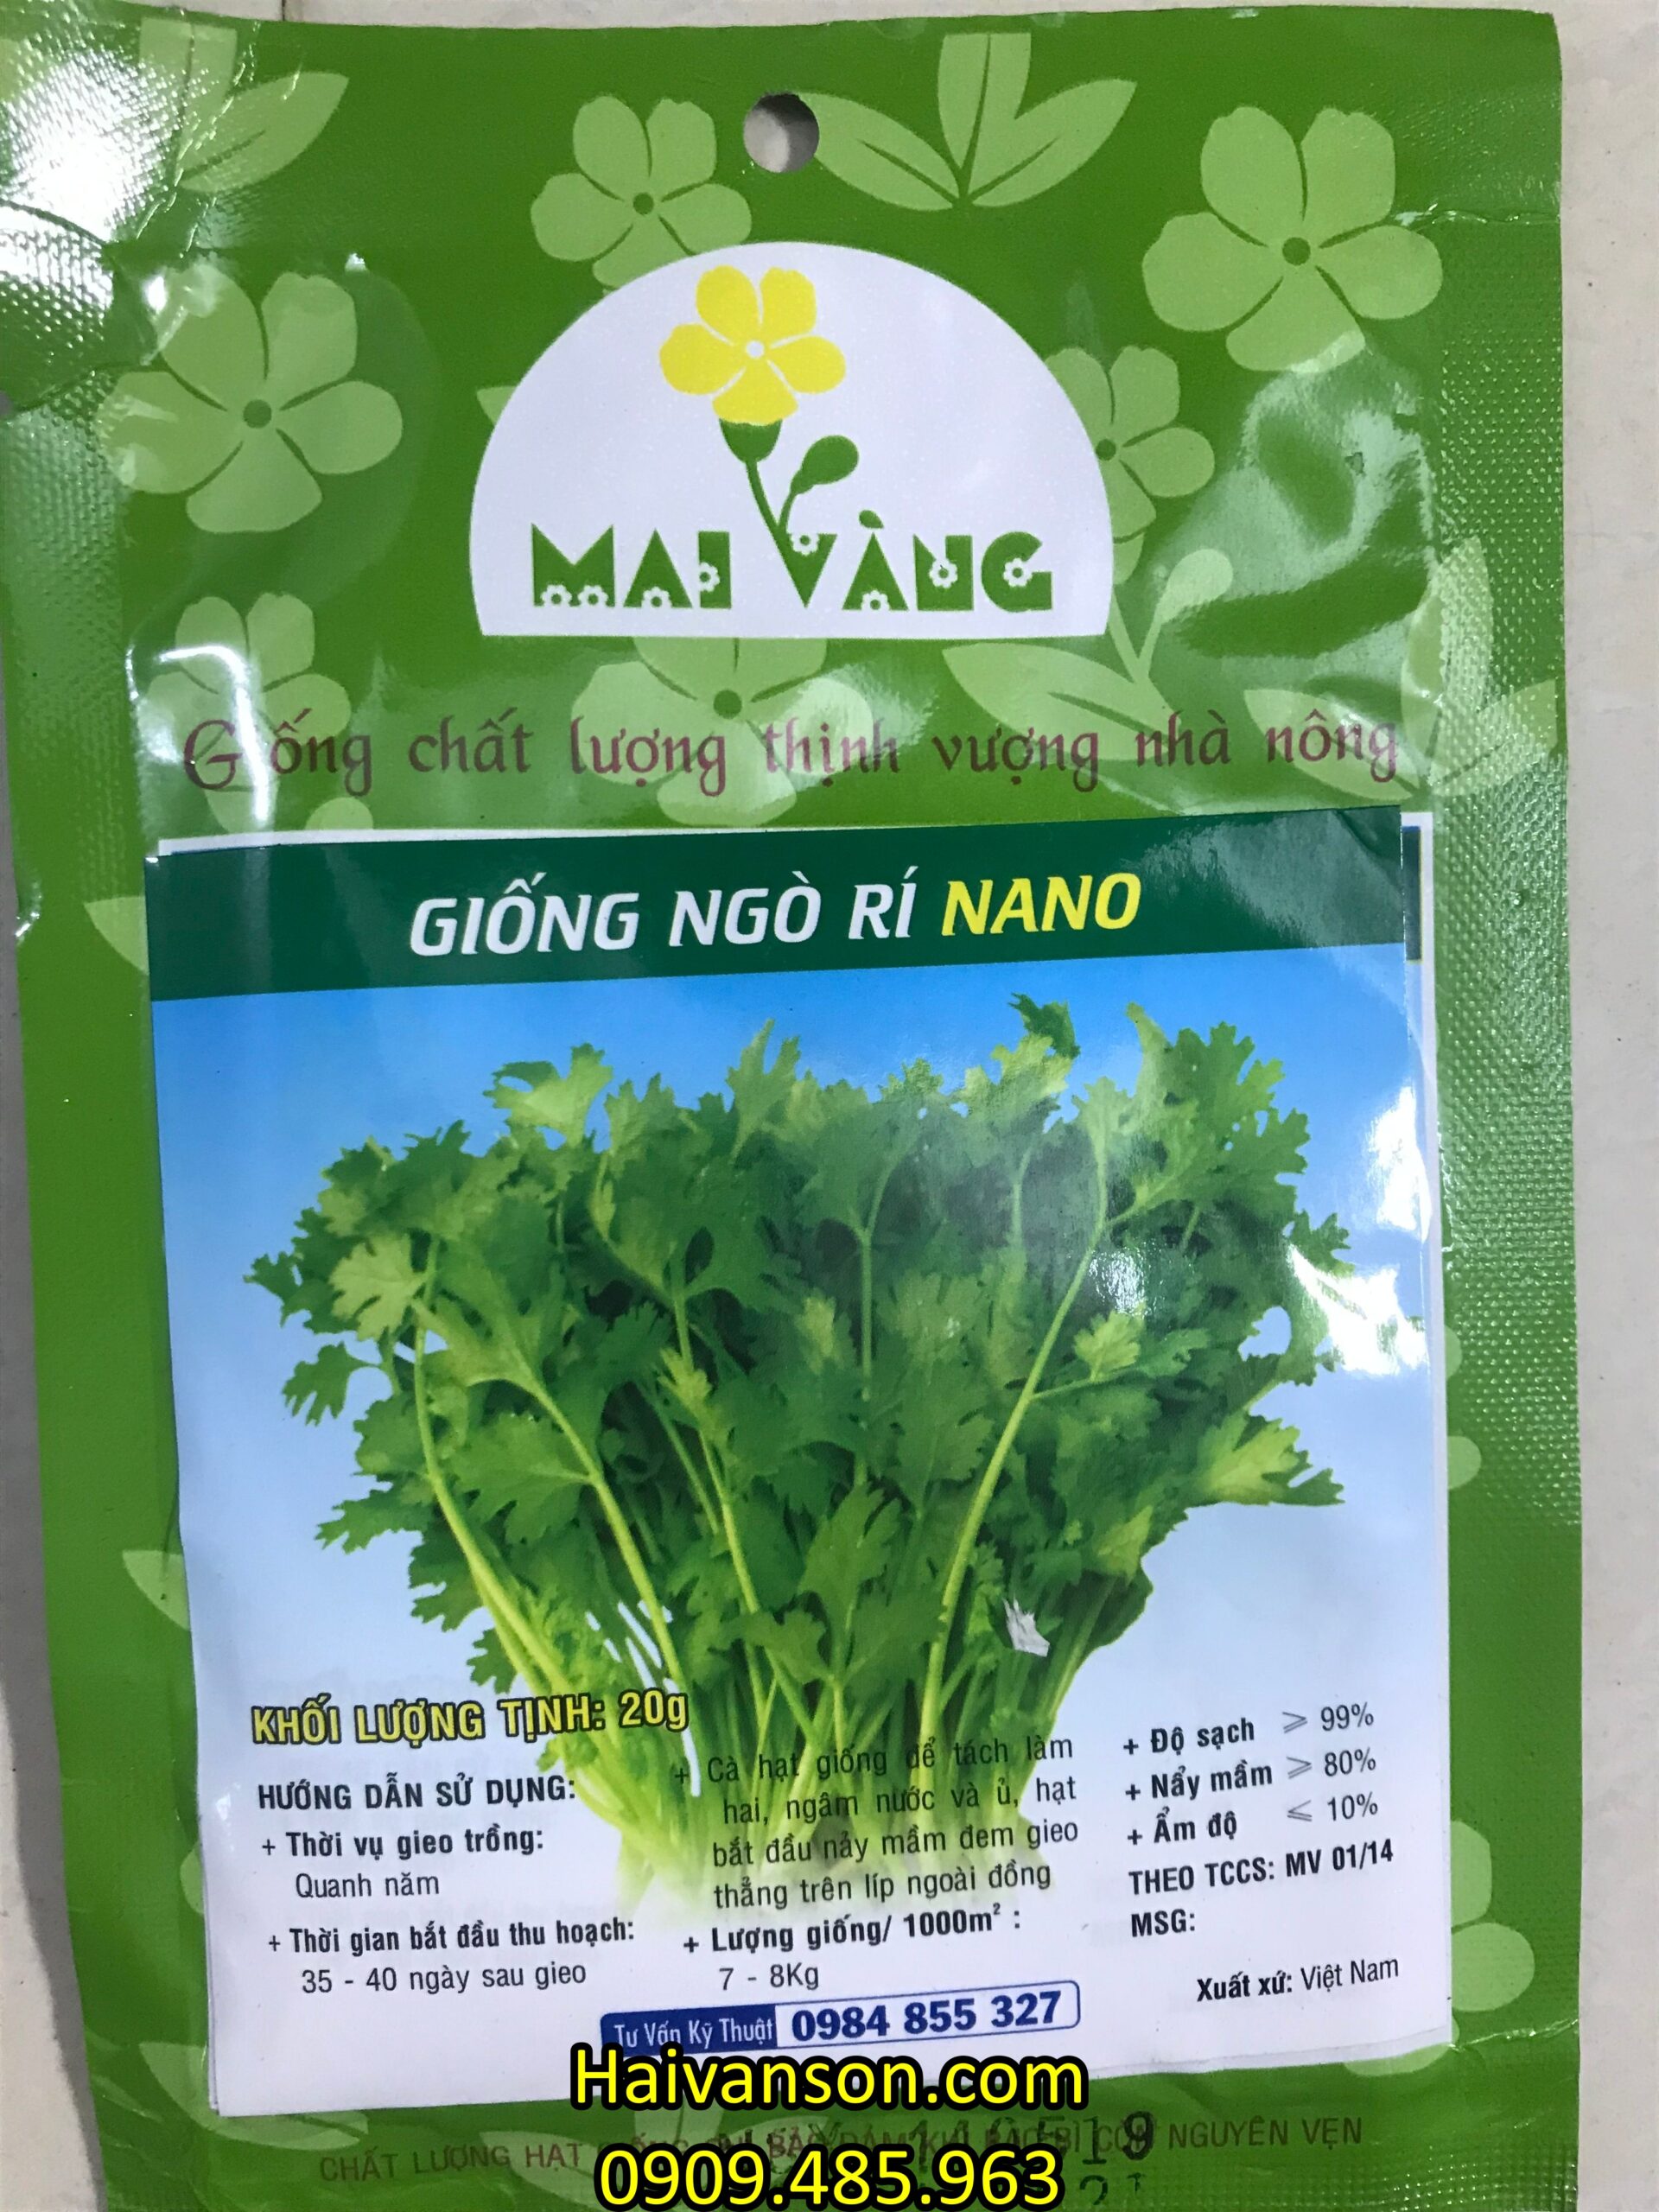 MAI VÀNG
Giống chất lượng thịnh vượng nhà nông
GIỐNG NGÒ RÍ NANO
KHỐI LƯỢNG TỊNH: 20g
HƯỚNG DẪN SỬ DỤNG:
+ Thời vụ gieo trồng:
Quanh năm
+ Thời gian bắt đầu thu hoạch:
35 - 40 ngày sau gieo
+ Cà hạt giống để tách làm
hai, ngâm nước và ủ, hạt
bắt đầu nảy mầm đem gieo
thẳng trên líp ngoài đồng
+ Lượng giống/ 1000m² :
7 - 8Kg
+ Độ sạch ≥ 99%
+ Nẩy mầm ≥ 80%
+ Ẩm độ ≤ 10%
THEO TCCS: MV 01/14
MSG:
Xuất xứ: Việt Nam
Tư Vấn Kỹ Thuật 0984 855 327
Haivanson.com
CHẤT LƯỢNG HẠT NGUYÊN VẸN
0909.485.963